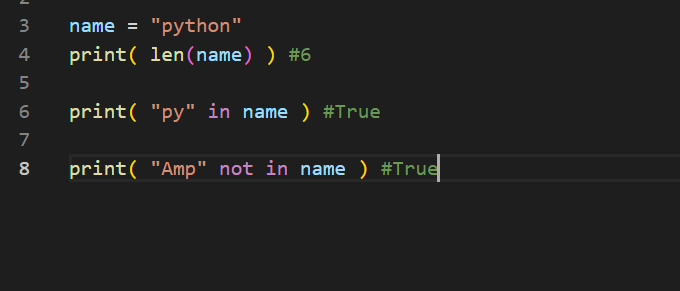 3 name = "python"
4 print( len(name) ) #6
5
6 print( "py" in name ) #True
7
8 print( "Amp" not in name ) #True